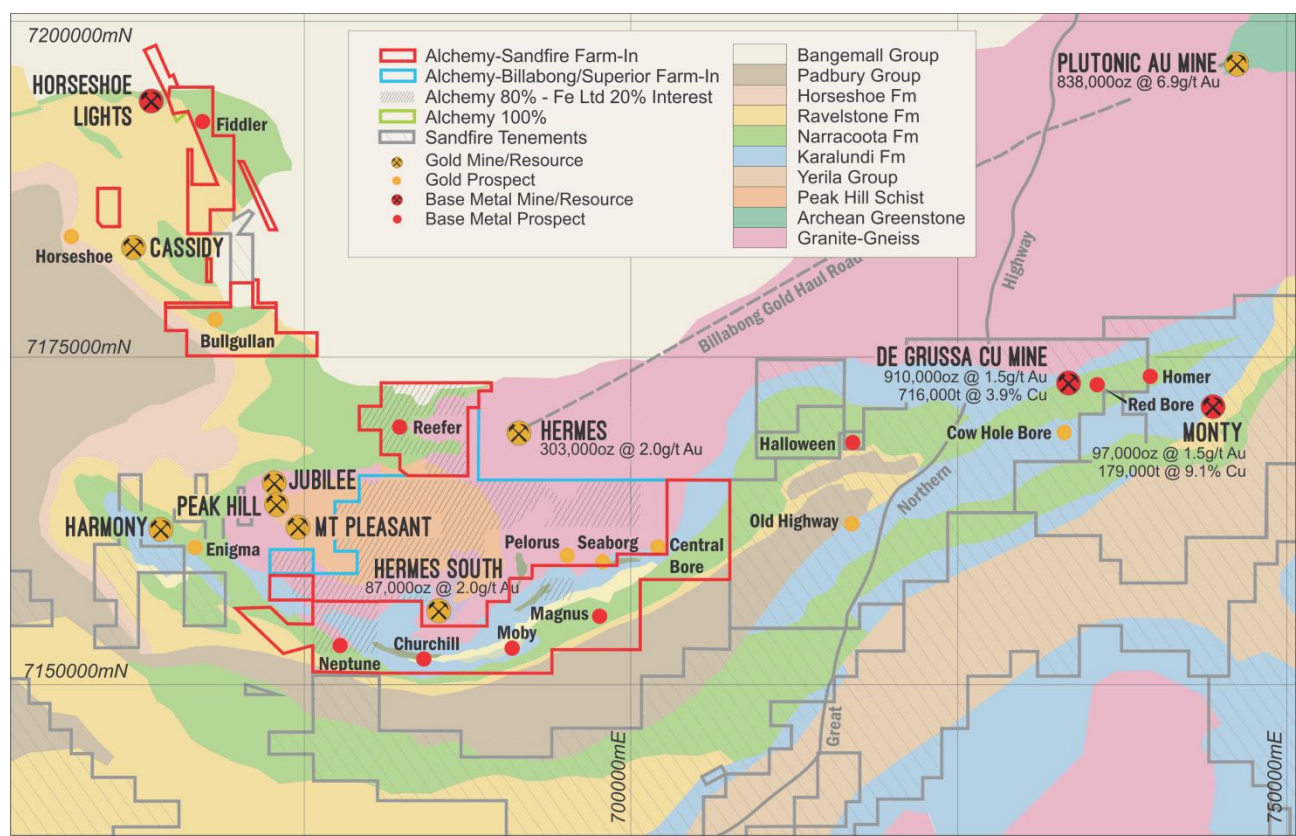 7200000mN
HORSESHOE
LIGHTS
Fiddler
Alchemy-Sandfire Farm-In
Alchemy-Billabong/Superior Farm-In
Alchemy 80% - Fe Ltd 20% Interest
Alchemy 100%
Sandfire Tenements
Gold Mine/Resource
Gold Prospect
Base Metal Mine/Resource
Base Metal Prospect
Bangemall Group
Padbury Group
Horseshoe Fm
Ravelstone Fm
Narracoota Fm
Karalundi Fm
Yerila Group
Peak Hill Schist
Archean Greenstone
Granite-Gneiss
PLUTONIC AU MINE
838,000oz @ 6.9g/t Au
Horseshoe
CASSIDY
Bullgullan
Billabong Gold Haul Road
Highway
7175000mN
DE GRUSSA CU MINE
910,000oz @ 1.5g/t Au
716,000t @ 3.9% Cu
Homer
Red Bore
MONTY
97,000oz @ 1.5g/t Au
179,000t @ 9.1% Cu
Cow Hole Bore
Reefer
HERMES
303,000oz @ 2.0g/t Au
Halloween
Northern
JUBILEE
PEAK HILL
MT PLEASANT
HARMONY
Enigma
Old Highway
Pelorus
Seaborg
Central
Bore
HERMES SOUTH
87,000oz @ 2.0g/t Au
Magnus
Moby
Churchill
Neptune
7150000mN
Great
700000mE
750000mE